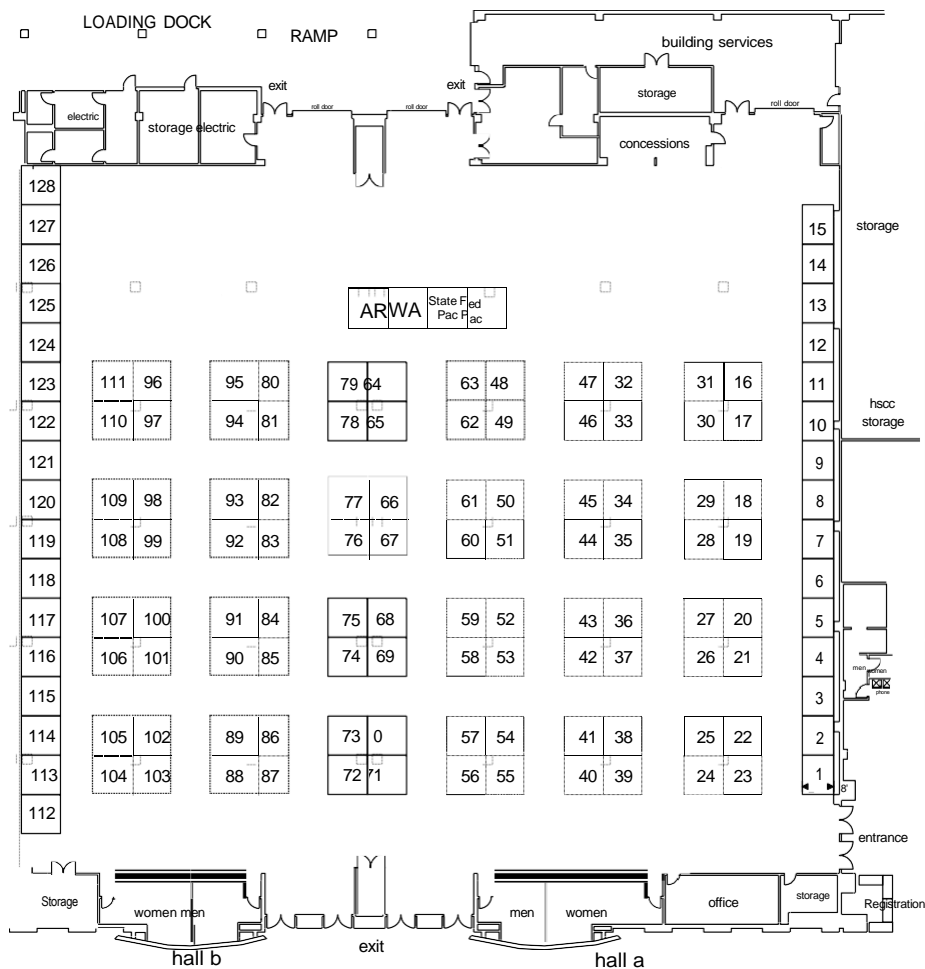 LOADING DOCK
RAMP
building services
exit
exit
roll door
roll door
roll door
electric
storage electric
storage
concessions
128
127
15
storage
126
14
125
13
ARWA
State Fed
Pac Pac
124
12
123
111 96
95 80
79 64
63 48
47 32
31 16
11
122
110 97
94 81
78 65
62 49
46 33
30 17
10
hscc
storage
121
9
120
109 98
93 82
77 66
61 50
45 34
29 18
8
119
108 99
92 83
76 67
60 51
44 35
28 19
7
118
6
117
107 100
91 84
75 68
59 52
43 36
27 20
5
116
106 101
90 85
74 69
58 53
42 37
26 21
4
men women
phone
115
3
114
105 102
89 86
73 0
57 54
41 38
25 22
2
113
104 103
88 87
72 71
56 55
40 39
24 23
1
8'
112
entrance
Storage
women men
men
women
office
storage
Registration
exit
hall b
hall a